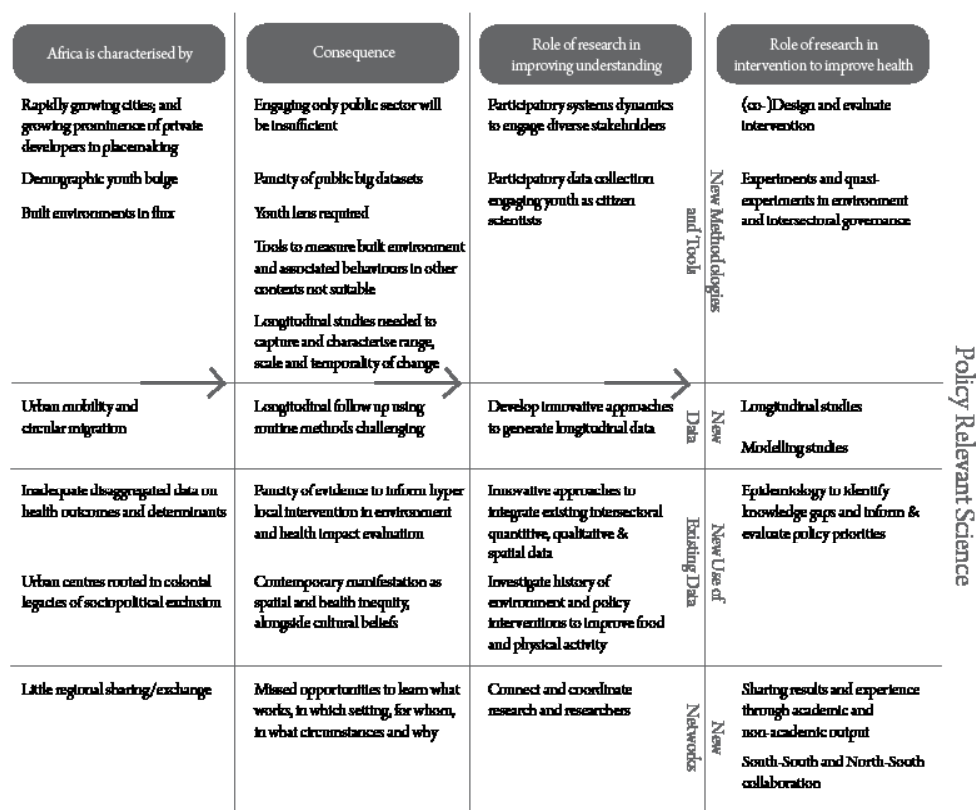 Africa is characterised by
Consequence
Role of research in
improving understanding
Role of research in
intervention to improve health
Rapidly growing cities; and
growing prominence of private
developers in placemaking
Demographic youth bulge
Built environments in flux
Engaging only public sector will
be insufficient
Paucity of public big datasets
Youth lens required
Tools to measure built environment
and associated behaviours in other
contexts not suitable
Longitudinal studies needed to
capture and characterise range,
scale and temporality of change
Participatory systems dynamics
to engage diverse stakeholders
Participatory data collection
engaging youth as citizen
scientists
New Methodologies
and Tools
(co-)Design and evaluate
intervention
Experiments and quasi-
experiments in environment
and intersectoral governance
Urban mobility and
circular migration
Longitudinal follow up using
routine methods challenging
Develop innovative approaches
to generate longitudinal data
New
Data
Longitudinal studies
Modelling studies
Inadequate disaggregated data on
health outcomes and determinants
Urban centres rooted in colonial
legacies of sociopolitical exclusion
Paucity of evidence to inform hyper
local intervention in environment
and health impact evaluation
Contemporary manifestation as
spatial and health inequity,
alongside cultural beliefs
Innovative approaches to
integrate existing intersectoral
quantitive, qualitative &
spatial data
Investigate history of
environment and policy
interventions to improve food
and physical activity
New Use of
Existing Data
Epidemiology to identify
knowledge gaps and inform &
evaluate policy priorities
Little regional sharing/exchange
Missed opportunities to learn what
works, in which setting, for whom,
in what circumstances and why
Connect and coordinate
research and researchers
New
Networks
Sharing results and experience
through academic and
non-academic output
South-South and North-South
collaboration
Policy Relevant Science